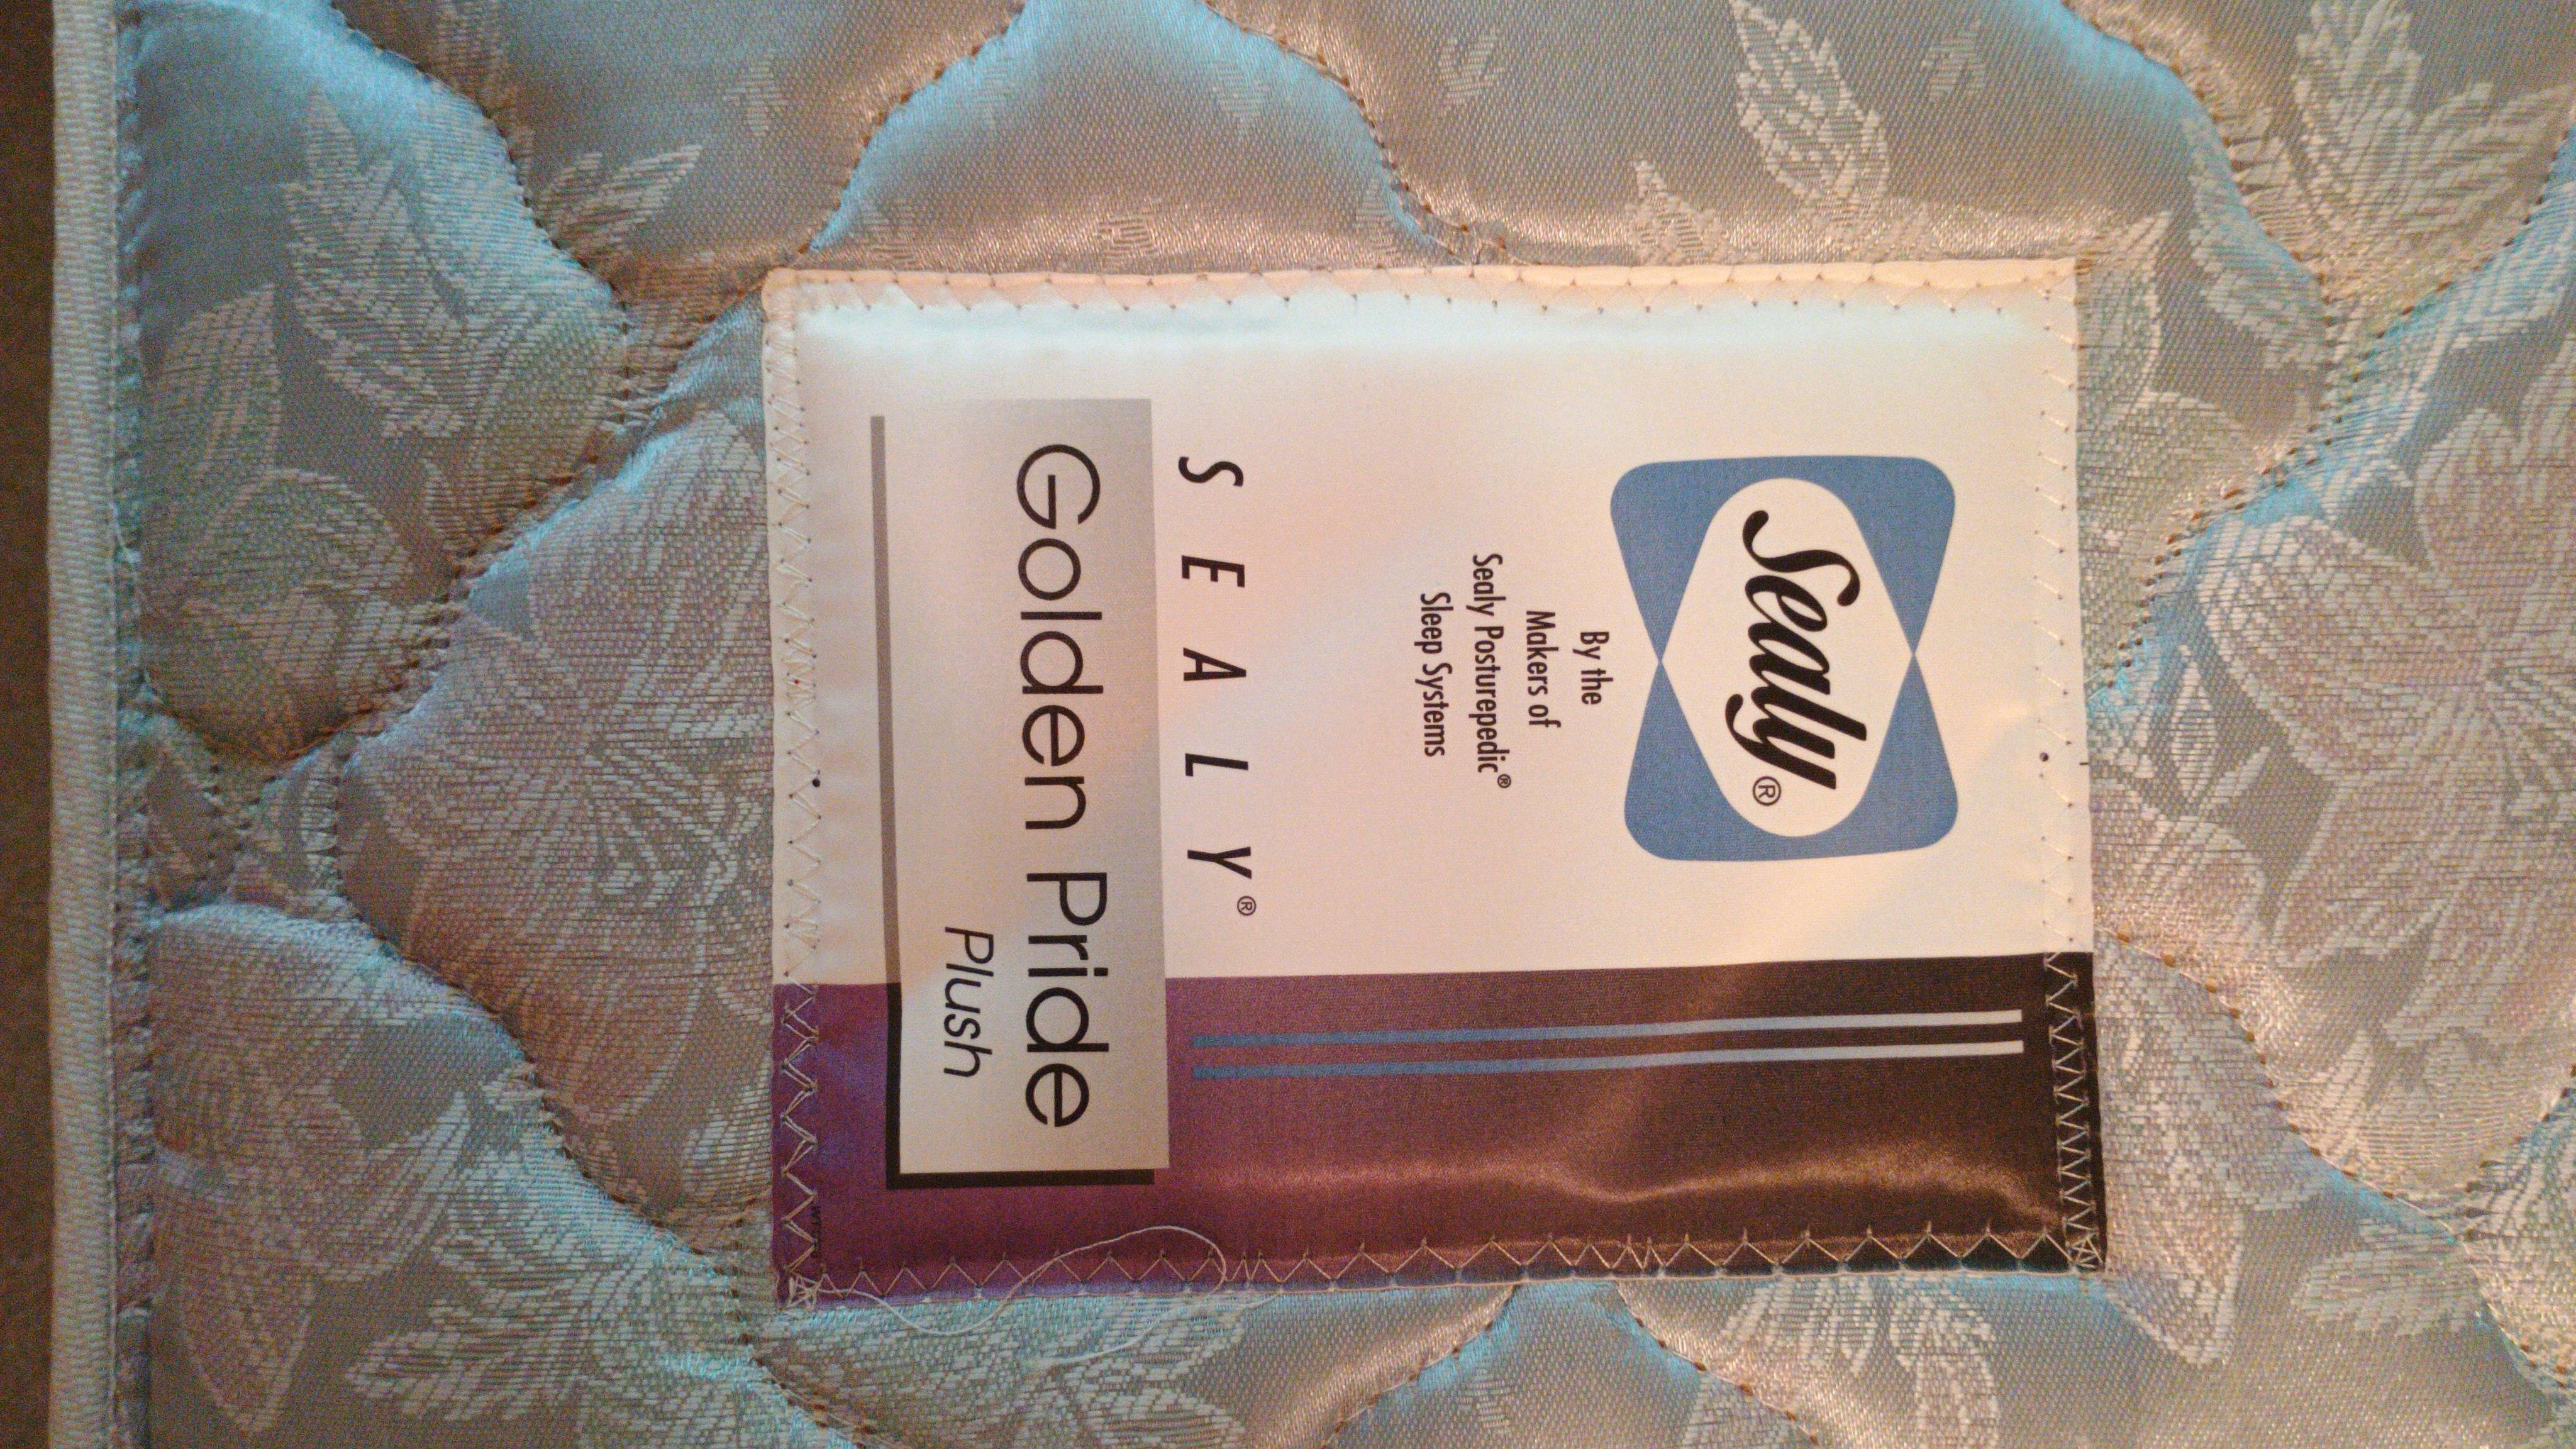 Sealy®
By the
Makers of
Sealy Posturepedic®
Sleep Systems
SEALY®
Golden Pride
Plush